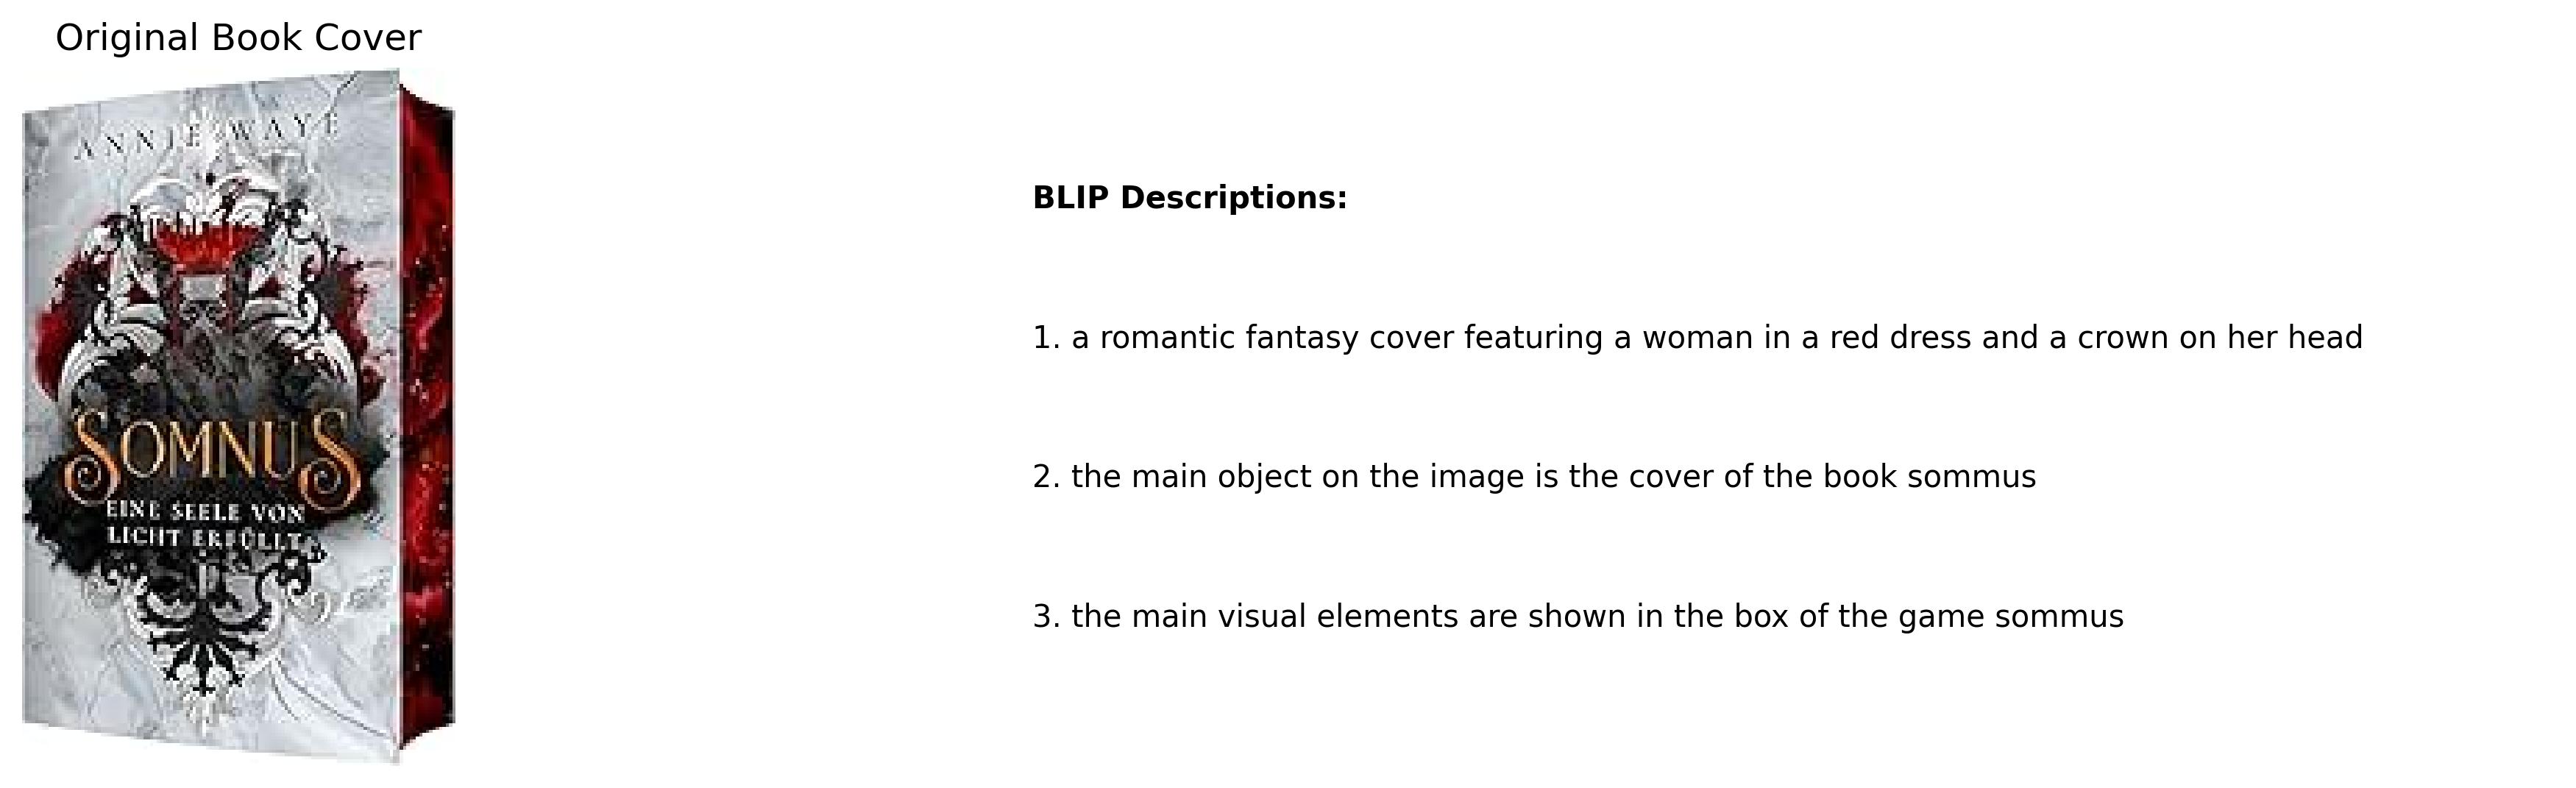 Original Book Cover
ANNIE WAYE
SOMNUS
EINE SEELE VON
LICHT ERFÜLLT
BLIP Descriptions:
1. a romantic fantasy cover featuring a woman in a red dress and a crown on her head
2. the main object on the image is the cover of the book sommus
3. the main visual elements are shown in the box of the game sommus